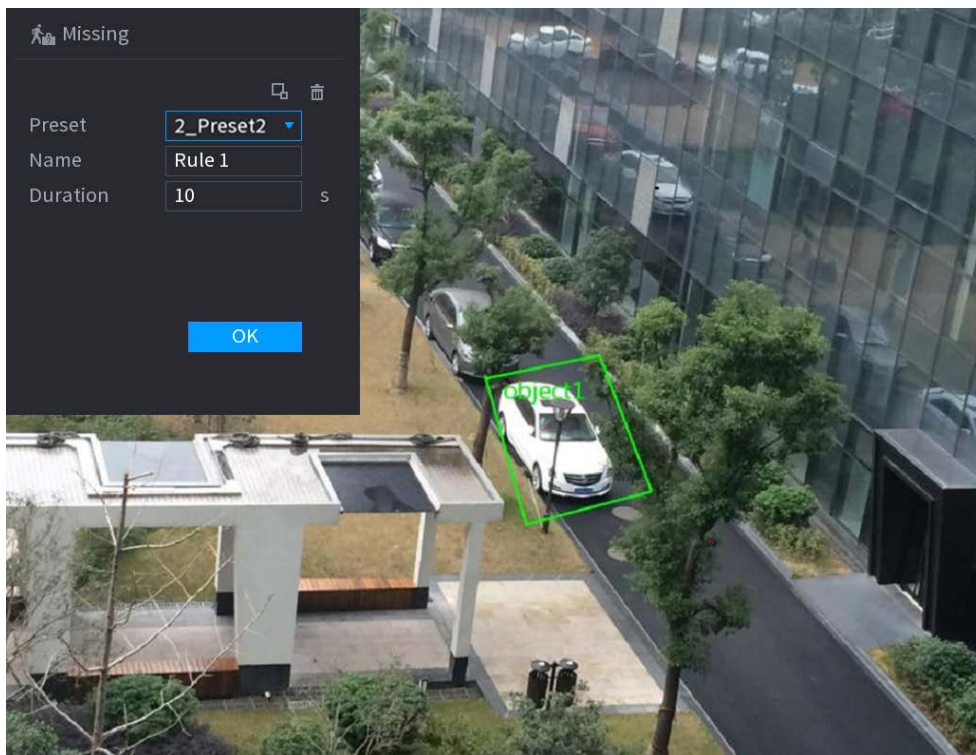 Missing
Preset 2_Preset2
Name Rule 1
Duration 10 s
OK
object1